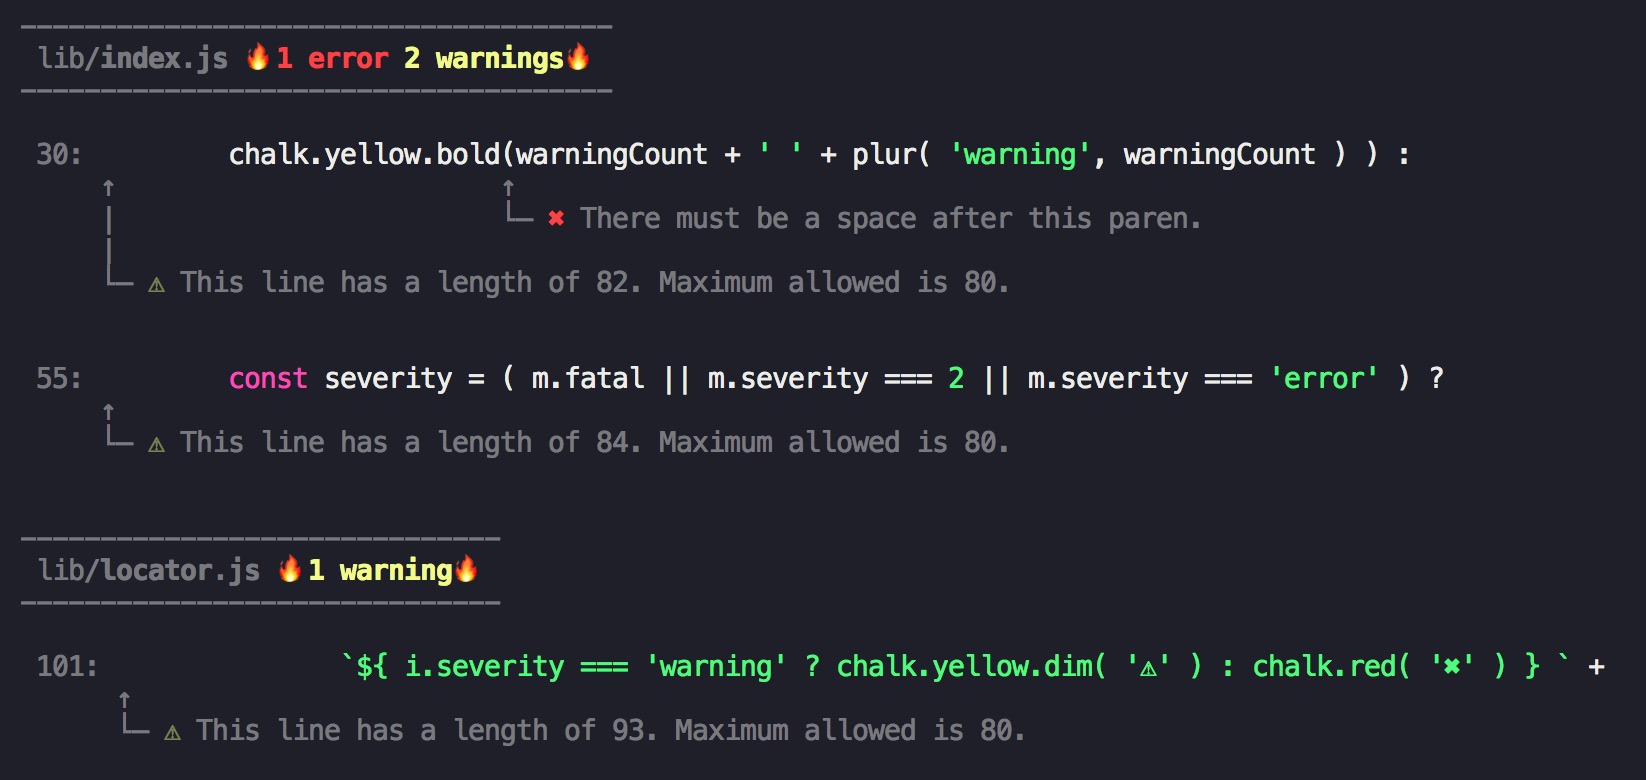 lib/index.js 🔥1 error 2 warnings🔥
30: chalk.yellow.bold(warningCount + ' ' + plur( 'warning', warningCount ) ) :
✖ There must be a space after this paren.
⚠ This line has a length of 82. Maximum allowed is 80.
55: const severity = ( m.fatal || m.severity === 2 || m.severity === 'error' ) ?
⚠ This line has a length of 84. Maximum allowed is 80.
lib/locator.js 🔥1 warning🔥
101: `${ i.severity === 'warning' ? chalk.yellow.dim( '⚠' ) : chalk.red( '✖' ) } ` +
⚠ This line has a length of 93. Maximum allowed is 80.